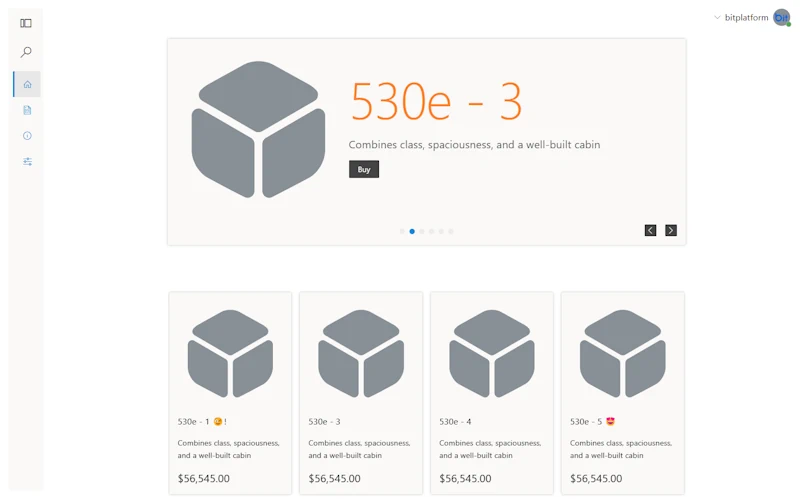 bitplatform
bit
530e - 3
Combines class, spaciousness, and a well-built cabin
Buy
530e - 1 🧐!
Combines class, spaciousness,
and a well-built cabin
$56,545.00
530e - 3
Combines class, spaciousness,
and a well-built cabin
$56,545.00
530e - 4
Combines class, spaciousness,
and a well-built cabin
$56,545.00
530e - 5 😍
Combines class, spaciousness,
and a well-built cabin
$56,545.00